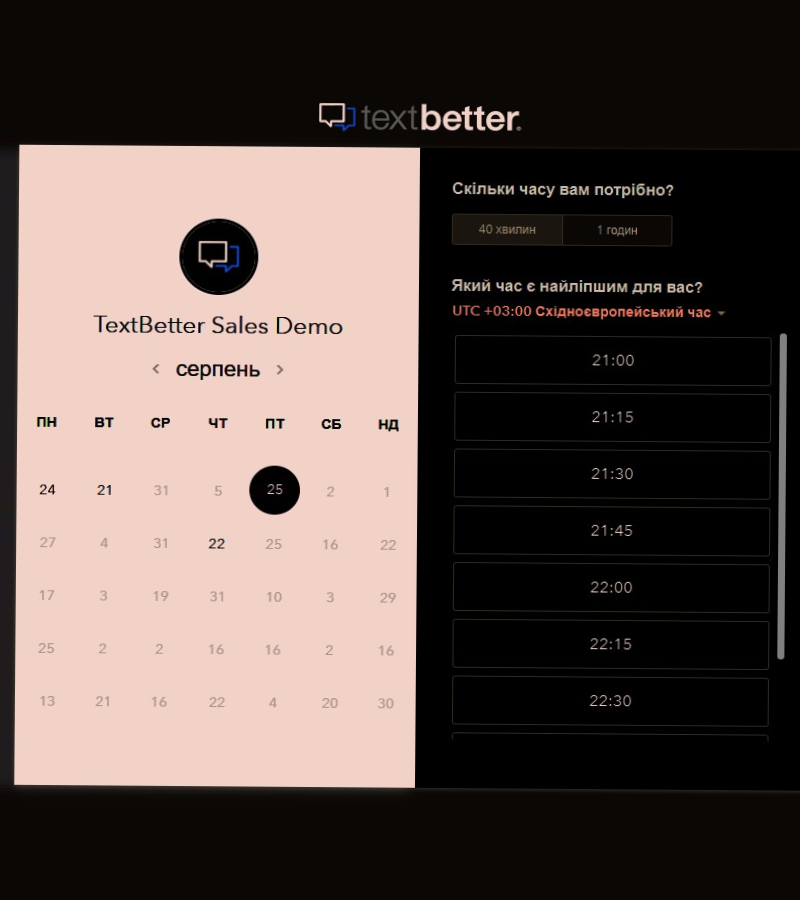 textbetter.
TextBetter Sales Demo
серпень
ПН ВТ СР ЧТ ПТ СБ НД
24 21 31 5 25 2 1
27 4 31 22 25 16 22
17 3 19 31 10 3 29
25 2 2 16 16 2 16
13 21 16 22 4 20 30
Скільки часу вам потрібно?
40 хвилин 1 годин
Який час є найліпшим для вас?
UTC +03:00 Східноєвропейський час
21:00
21:15
21:30
21:45
22:00
22:15
22:30